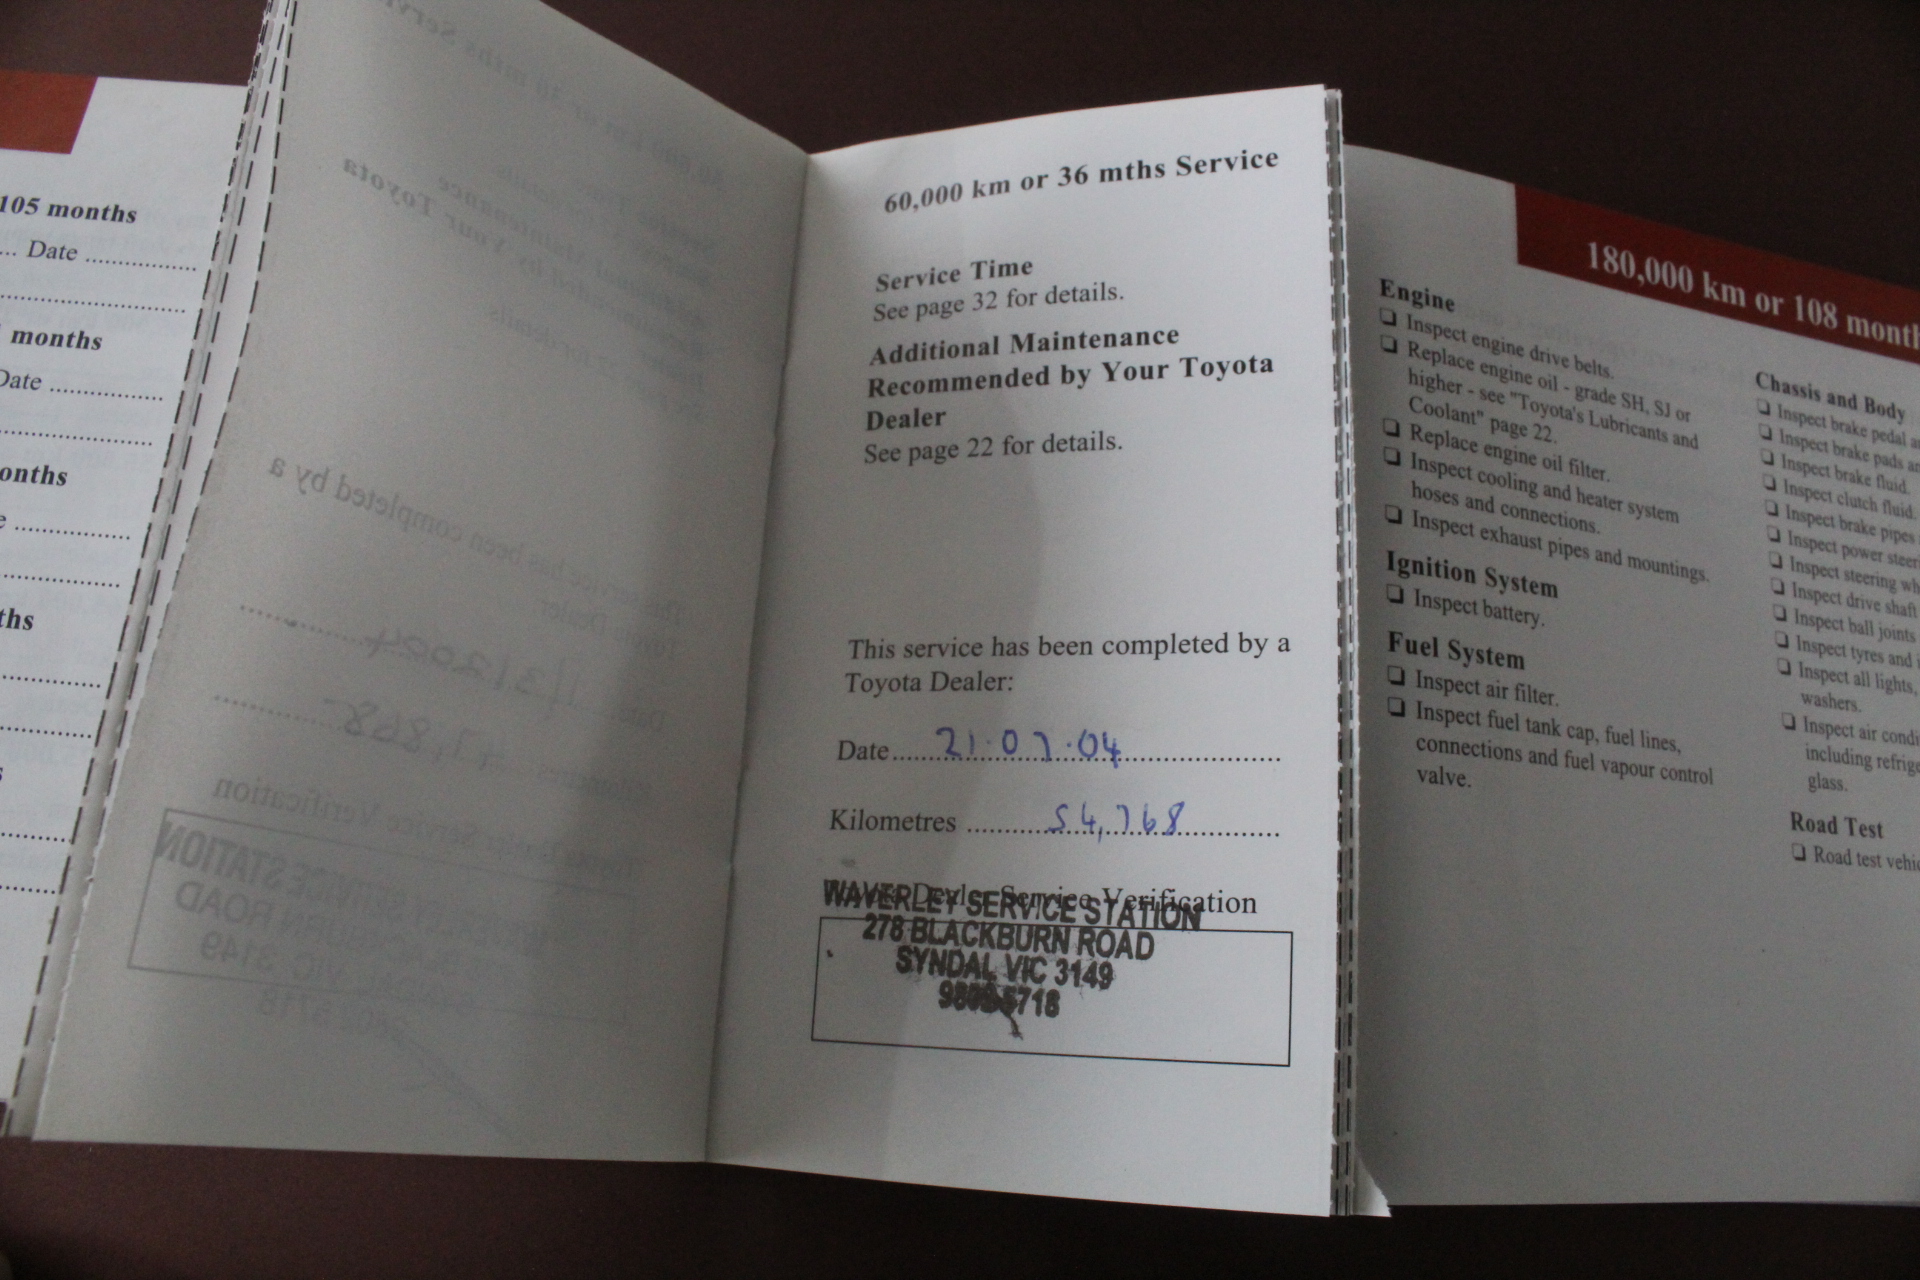 105 months
... Date ................
months
Date ................
onths
................
ths
60,000 km or 36 mths Service
Service Time
See page 32 for details.
Additional Maintenance
Recommended by Your Toyota
Dealer
See page 22 for details.
This service has been completed by a
Toyota Dealer:
Date 21.07.04
Kilometres 54,768
Dealer Service Verification
WAVERLEY SERVICE STATION
278 BLACKBURN ROAD
SYNDAL VIC 3149
180,000 km or 108 month
Engine
❑ Inspect engine drive belts.
❑ Replace engine oil - grade SH, SJ or
higher - see "Toyota's Lubricants and
Coolant" page 22.
❑ Replace engine oil filter.
❑ Inspect cooling and heater system
hoses and connections.
❑ Inspect exhaust pipes and mountings.
Ignition System
❑ Inspect battery.
Fuel System
❑ Inspect air filter.
❑ Inspect fuel tank cap, fuel lines,
connections and fuel vapour control
valve.
Chassis and Body
❑ Inspect brake pedal
❑ Inspect brake pads
❑ Inspect brake fluid.
❑ Inspect clutch fluid.
❑ Inspect brake pipes
❑ Inspect power steer
❑ Inspect steering wh
❑ Inspect drive shaft
❑ Inspect ball joints
❑ Inspect tyres and
❑ Inspect all lights,
washers.
❑ Inspect air condi
including refrige
glass.
Road Test
❑ Road test vehic